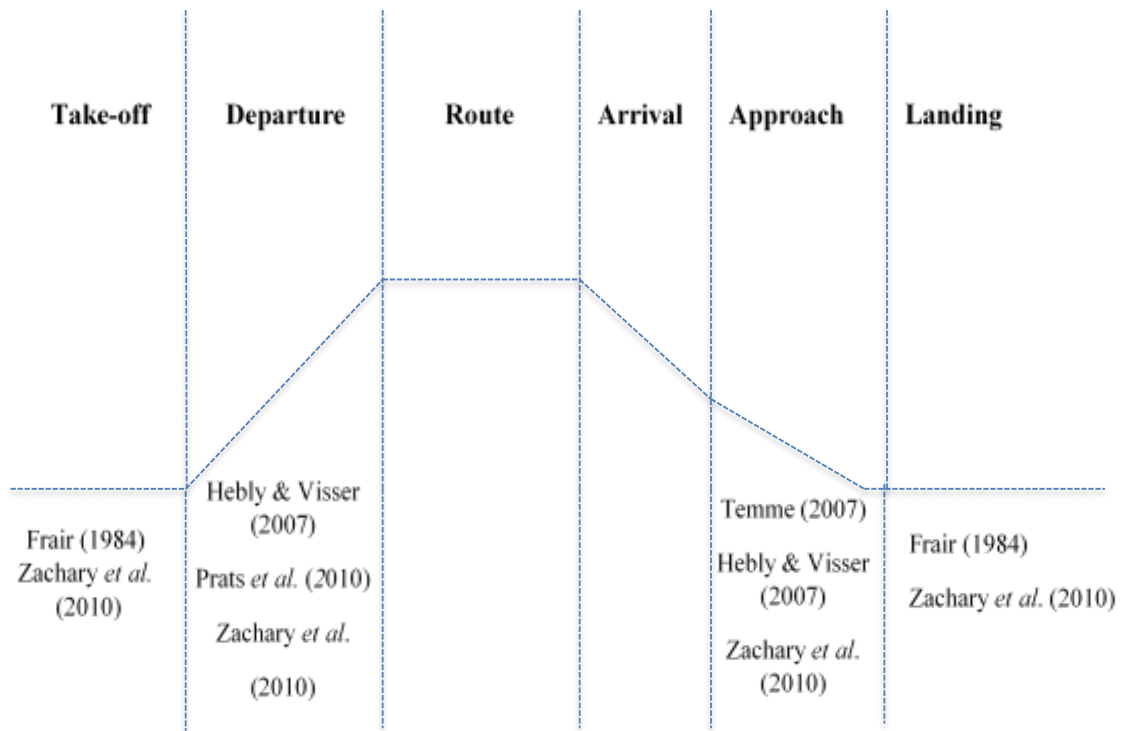 Take-off
Departure
Route
Arrival
Approach
Landing
Frair (1984)
Zachary et al.
(2010)
Hebly & Visser
(2007)
Prats et al. (2010)
Zachary et al.
(2010)
Temme (2007)
Hebly & Visser
(2007)
Zachary et al.
(2010)
Frair (1984)
Zachary et al. (2010)